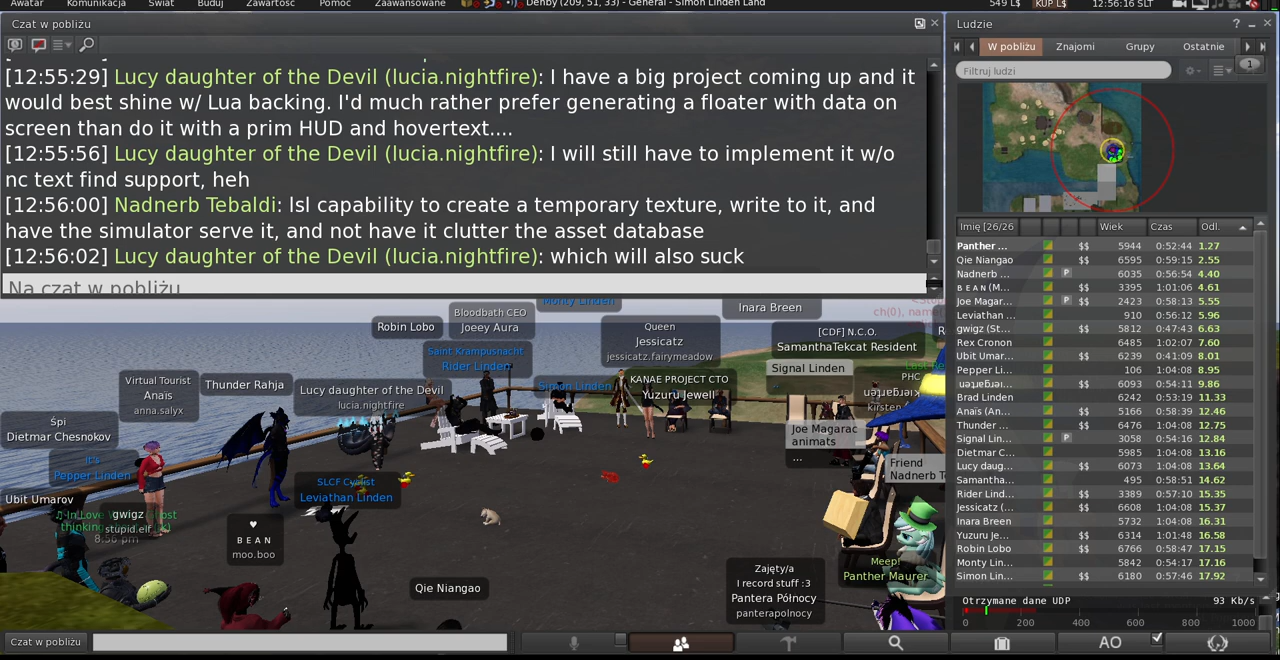 Awatar Komunikacja Świat Buduj Zawartość Pomoc Zaawansowane
Denby (209, 51, 33) - General - Simon Linden Land
549 L$ KUP L$ 12:56:16 SLT
Czat w pobliżu
[12:55:29] Lucy daughter of the Devil (lucia.nightfire): I have a big project coming up and it
would best shine w/ Lua backing. I'd much rather prefer generating a floater with data on
screen than do it with a prim HUD and hovertext....
[12:55:56] Lucy daughter of the Devil (lucia.nightfire): I will still have to implement it w/o
nc text find support, heh
[12:56:00] Nadnerb Tebaldi: lsl capability to create a temporary texture, write to it, and
have the simulator serve it, and not have it clutter the asset database
[12:56:02] Lucy daughter of the Devil (lucia.nightfire): which will also suck
Na czat w pobliżu
Monty Linden
Inara Breen
Robin Lobo
Bloodbath CEO
Joeey Aura
Queen
Jessicatz
jessicatz.fairymeadow
[CDF] N.C.O.
SamanthaTekcat Resident
Saint Krampusnacht
Rider Linden
Signal Linden
Virtual Tourist
Anaïs
anna.salyx
Thunder Rahja
Lucy daughter of the Devil
lucia.nightfire
Simon Linden
KANAE PROJECT CTO
Yuzuru Jewell
PHC
Śpi
Dietmar Chesnokov
Joe Magarac
animats
...
It's
Pepper Linden
Friend
SLCF Cyclist
Leviathan Linden
Ubit Umarov
gwigz
stupid.elf
8:56 pm
♥
B E A N
moo.boo
Qie Niangao
Zajęty/a
I record stuff :3
Pantera Północy
panterapolnocy
Meep!
Panther Maurer
Czat w pobliżu
Ludzie
W pobliżu Znajomi Grupy Ostatnie
1
Filtruj ludzi
Imię [26/26 Wiek Czas Odl.
Panther ... $$ 5944 0:52:44 1.27
Qie Niangao $$ 6595 0:59:15 2.55
Nadnerb ... P 6035 0:56:54 4.40
ʙ ᴇ ᴀ ɴ (M... $$ 3395 1:01:06 4.61
Joe Magar... P $$ 2423 0:58:13 5.55
Leviathan ... 910 0:56:12 5.96
gwigz (St... $$ 5812 0:47:43 6.63
Rex Cronon 6485 1:02:07 7.60
Ubit Umar... $$ 6239 0:41:09 8.01
Pepper Li... 106 1:04:08 8.95
$$ 6093 0:54:11 9.86
Brad Linden 6242 0:53:19 11.33
Anaïs (An... $$ 5166 0:58:39 12.46
Thunder ... $$ 6476 1:04:08 12.75
Signal Lin... P 3058 0:54:16 12.84
Dietmar C... 5985 1:04:08 13.16
Lucy daug... $$ 6073 1:04:08 13.64
Samantha... 495 0:58:51 14.62
Rider Lind... $$ 3389 0:57:10 15.35
Jessicatz (... $$ 6608 1:04:08 15.37
Inara Breen 5732 1:04:08 16.31
Yuzuru Je... $$ 6314 1:01:48 16.58
Robin Lobo $$ 6766 0:58:47 17.15
Monty Lin... 5842 1:04:17 17.16
Simon Lin... $$ 6180 0:57:46 17.92
Otrzymane dane UDP 93 Kb/s
0 200 400 600 800 1000
AO